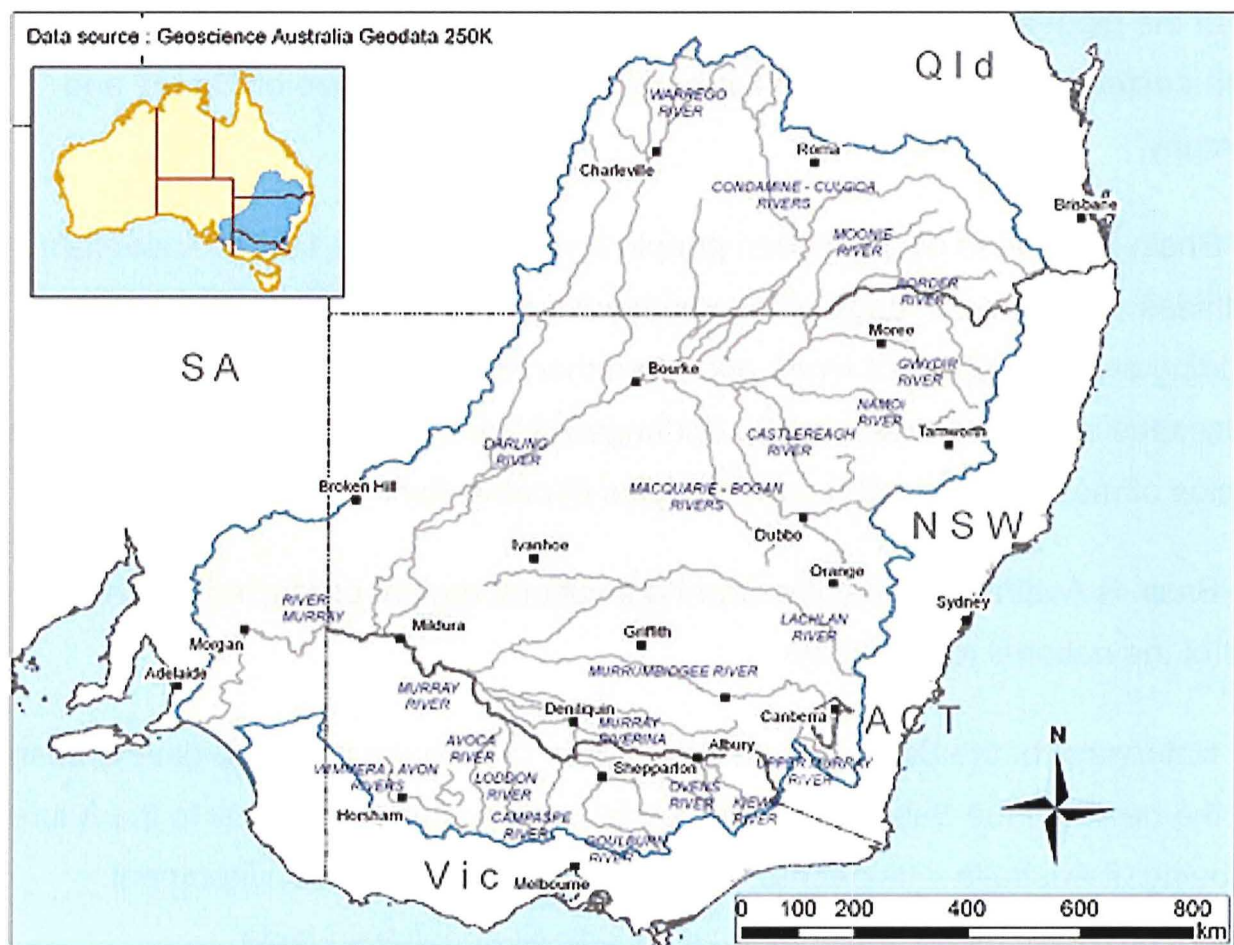 Data source : Geoscience Australia Geodata 250K
Qld
WARREGO
RIVER
Charleville
Roma
CONDAMINE - CULGOA
RIVERS
Brisbane
MOONIE
RIVER
BORDER
RIVER
SA
Moree
GWYDIR
RIVER
Bourke
NAMOI
RIVER
Tamworth
DARLING
RIVER
CASTLEREAGH
RIVER
Broken Hill
MACQUARIE - BOGAN
RIVERS
NSW
Dubbo
Ivanhoe
Orange
Sydney
RIVER
MURRAY
Mildura
Griffith
LACHLAN
RIVER
Morgan
Adelaide
MURRUMBIDGEE RIVER
MURRAY
RIVER
Deniliquin
Canberra
ACT
MURRAY
RIVERINA
AVOCA
RIVER
Albury
UPPER MURRAY
RIVER
WIMMERA / AVON
RIVERS
LODDON
RIVER
Shepparton
OVENS
RIVER
KIEWA
RIVER
Horsham
CAMPASPE
RIVERS
GOULBURN
RIVER
Vic
Melbourne
N
0 100 200 400 600 800
km